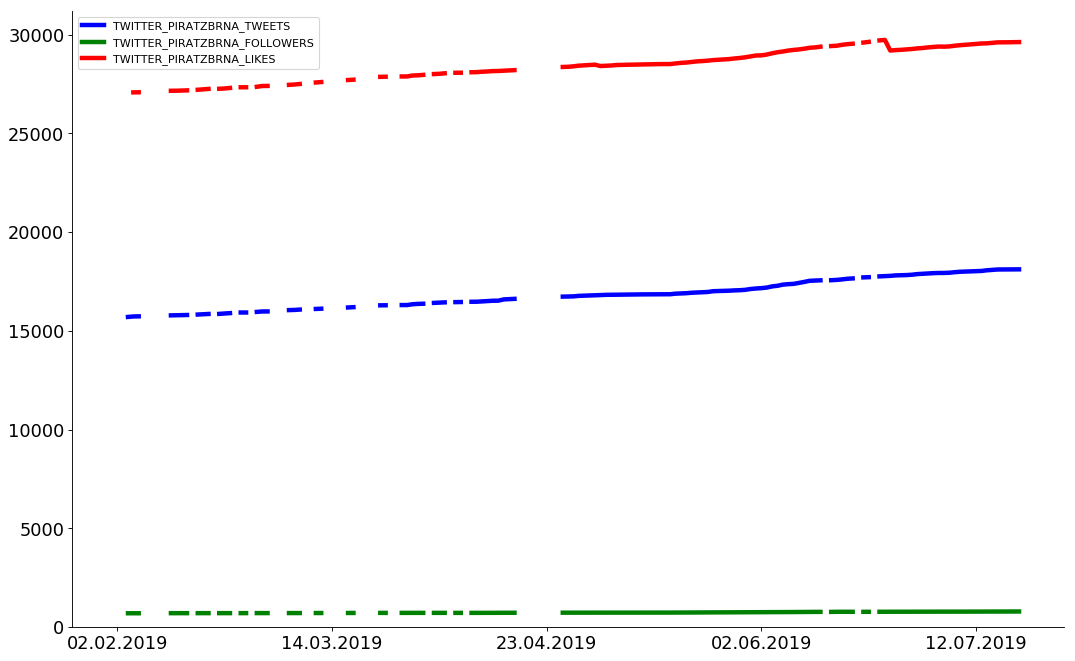 TWITTER_PIRATZBRNA_TWEETS
TWITTER_PIRATZBRNA_FOLLOWERS
TWITTER_PIRATZBRNA_LIKES
30000
25000
20000
15000
10000
5000
0
02.02.2019 14.03.2019 23.04.2019 02.06.2019 12.07.2019